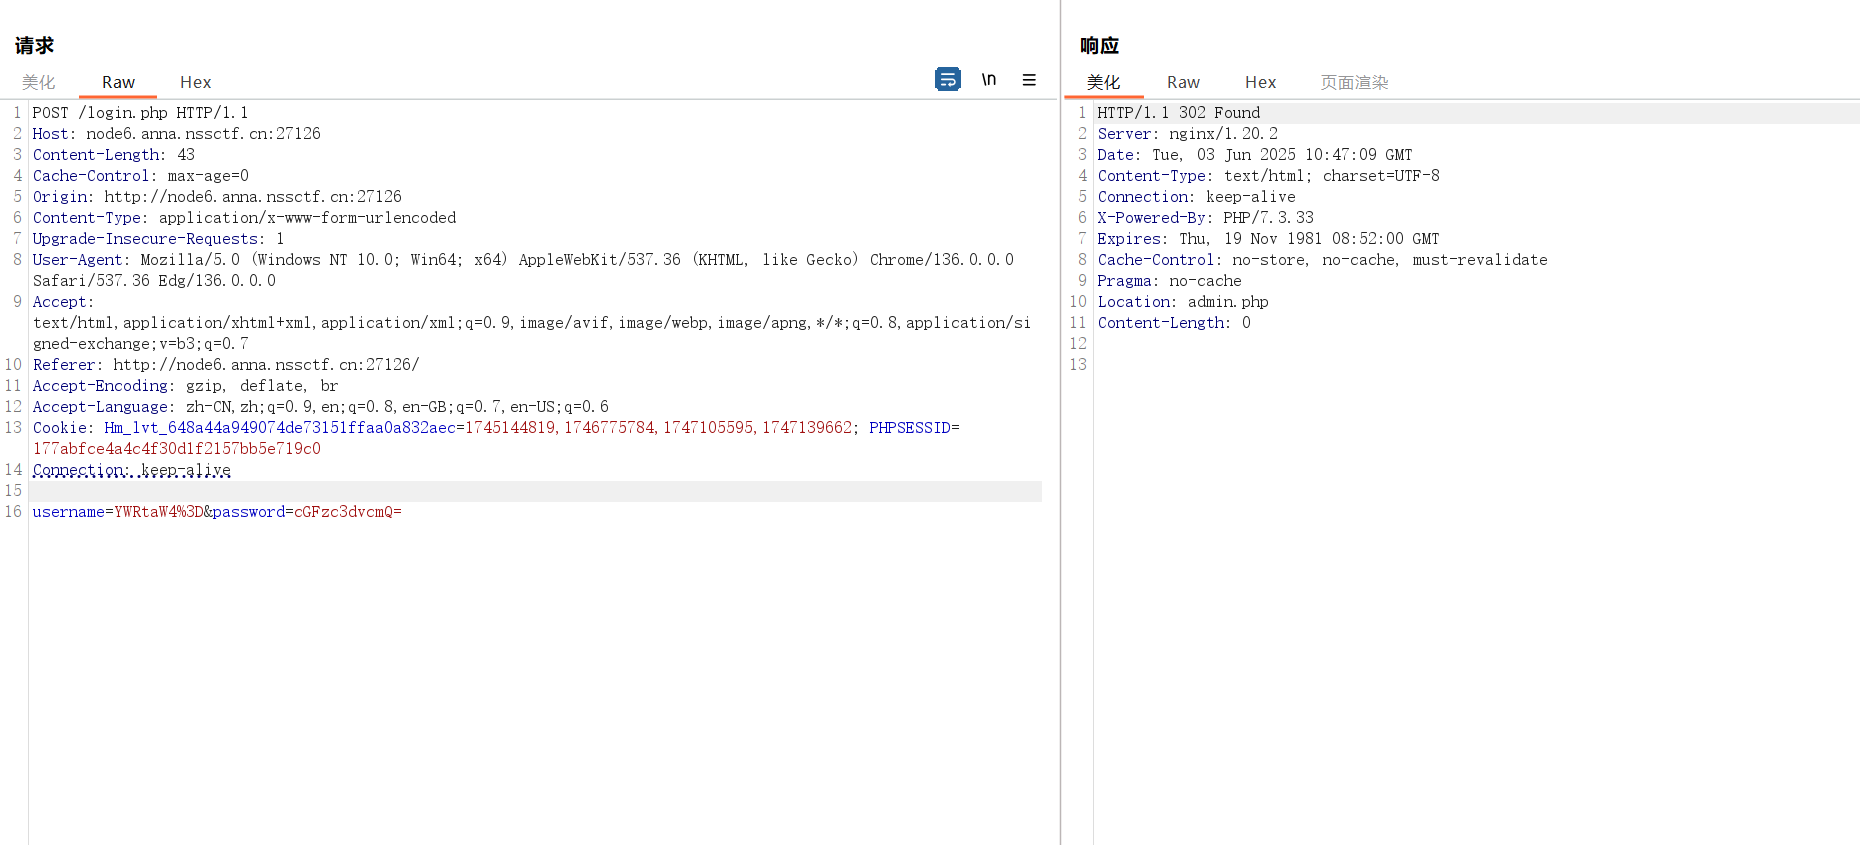 请求
美化 Raw Hex \n
1 POST /login.php HTTP/1.1
2 Host: node6.anna.nssctf.cn:27126
3 Content-Length: 43
4 Cache-Control: max-age=0
5 Origin: http://node6.anna.nssctf.cn:27126
6 Content-Type: application/x-www-form-urlencoded
7 Upgrade-Insecure-Requests: 1
8 User-Agent: Mozilla/5.0 (Windows NT 10.0; Win64; x64) AppleWebKit/537.36 (KHTML, like Gecko) Chrome/136.0.0.0
Safari/537.36 Edg/136.0.0.0
9 Accept:
text/html,application/xhtml+xml,application/xml;q=0.9,image/avif,image/webp,image/apng,*/*;q=0.8,application/si
gned-exchange;v=b3;q=0.7
10 Referer: http://node6.anna.nssctf.cn:27126/
11 Accept-Encoding: gzip, deflate, br
12 Accept-Language: zh-CN,zh;q=0.9,en;q=0.8,en-GB;q=0.7,en-US;q=0.6
13 Cookie: Hm_lvt_648a44a949074de73151ffaa0a832aec=1745144819,1746775784,1747105595,1747139662; PHPSESSID=
177abfce4a4c4f30d1f2157bb5e719c0
14 Connection: keep-alive
15
16 username=YWRtaW4%3D&password=cGFzc3dvcmQ=
响应
美化 Raw Hex 页面渲染
1 HTTP/1.1 302 Found
2 Server: nginx/1.20.2
3 Date: Tue, 03 Jun 2025 10:47:09 GMT
4 Content-Type: text/html; charset=UTF-8
5 Connection: keep-alive
6 X-Powered-By: PHP/7.3.33
7 Expires: Thu, 19 Nov 1981 08:52:00 GMT
8 Cache-Control: no-store, no-cache, must-revalidate
9 Pragma: no-cache
10 Location: admin.php
11 Content-Length: 0
12
13